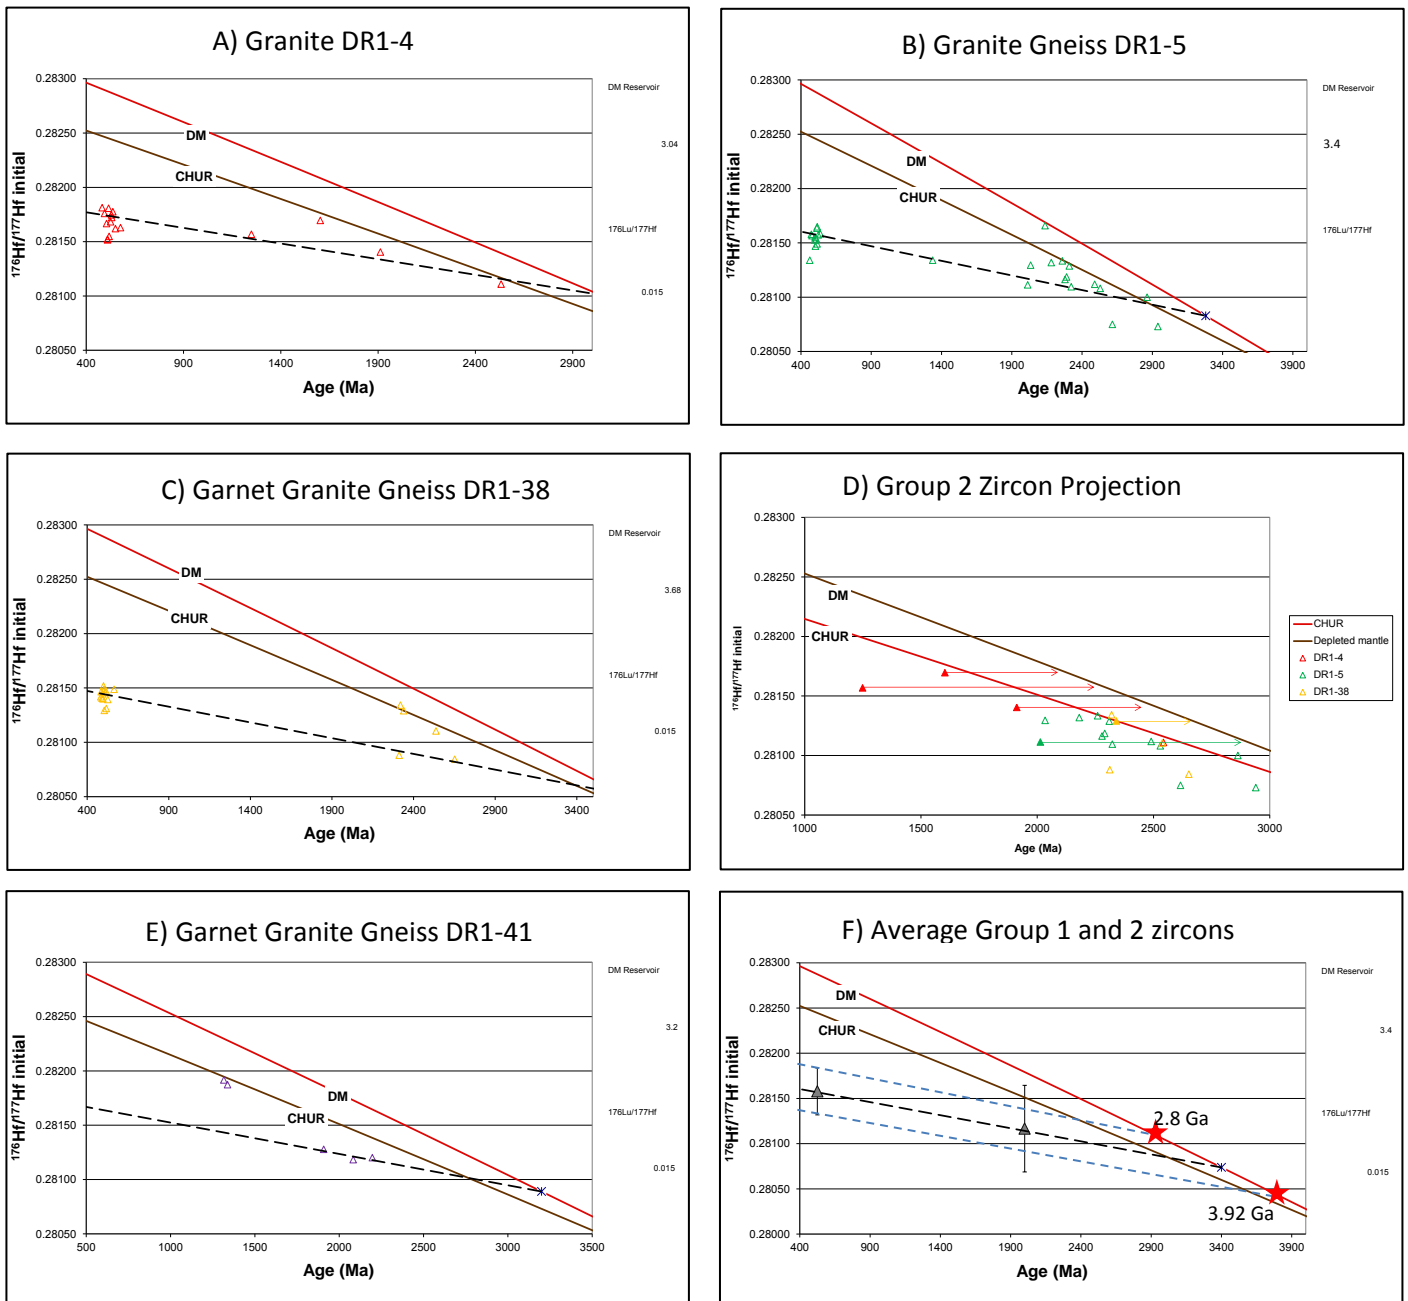 A) Granite DR1-4
0.28300
0.28250
0.28200
0.28150
0.28100
0.28050
400
900
1400
1900
2400
2900
176Hf/177Hf initial
Age (Ma)
DM
CHUR
DM Reservoir
3.04
176Lu/177Hf
0.015
B) Granite Gneiss DR1-5
0.28300
0.28250
0.28200
0.28150
0.28100
0.28050
400
900
1400
1900
2400
2900
3400
3900
176Hf/177Hf initial
Age (Ma)
DM
CHUR
DM Reservoir
3.4
176Lu/177Hf
0.015
C) Garnet Granite Gneiss DR1-38
0.28300
0.28250
0.28200
0.28150
0.28100
0.28050
400
900
1400
1900
2400
2900
3400
176Hf/177Hf initial
Age (Ma)
DM
CHUR
DM Reservoir
3.68
176Lu/177Hf
0.015
D) Group 2 Zircon Projection
0.28300
0.28250
0.28200
0.28150
0.28100
0.28050
1000
1500
2000
2500
3000
176Hf/177Hf initial
Age (Ma)
DM
CHUR
CHUR
Depleted mantle
DR1-4
DR1-5
DR1-38
E) Garnet Granite Gneiss DR1-41
0.28300
0.28250
0.28200
0.28150
0.28100
0.28050
500
1000
1500
2000
2500
3000
3500
176Hf/177Hf initial
Age (Ma)
DM
CHUR
DM Reservoir
3.2
176Lu/177Hf
0.015
F) Average Group 1 and 2 zircons
0.28300
0.28250
0.28200
0.28150
0.28100
0.28050
0.28000
400
900
1400
1900
2400
2900
3400
3900
176Hf/177Hf initial
Age (Ma)
DM
CHUR
2.8 Ga
3.92 Ga
DM Reservoir
3.4
176Lu/177Hf
0.015